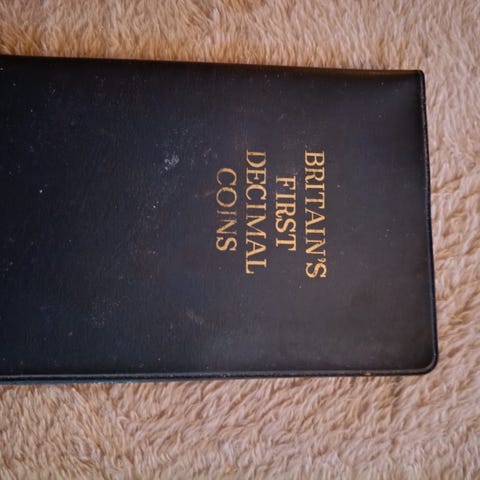 BRITAIN'S
FIRST
DECIMAL
COINS